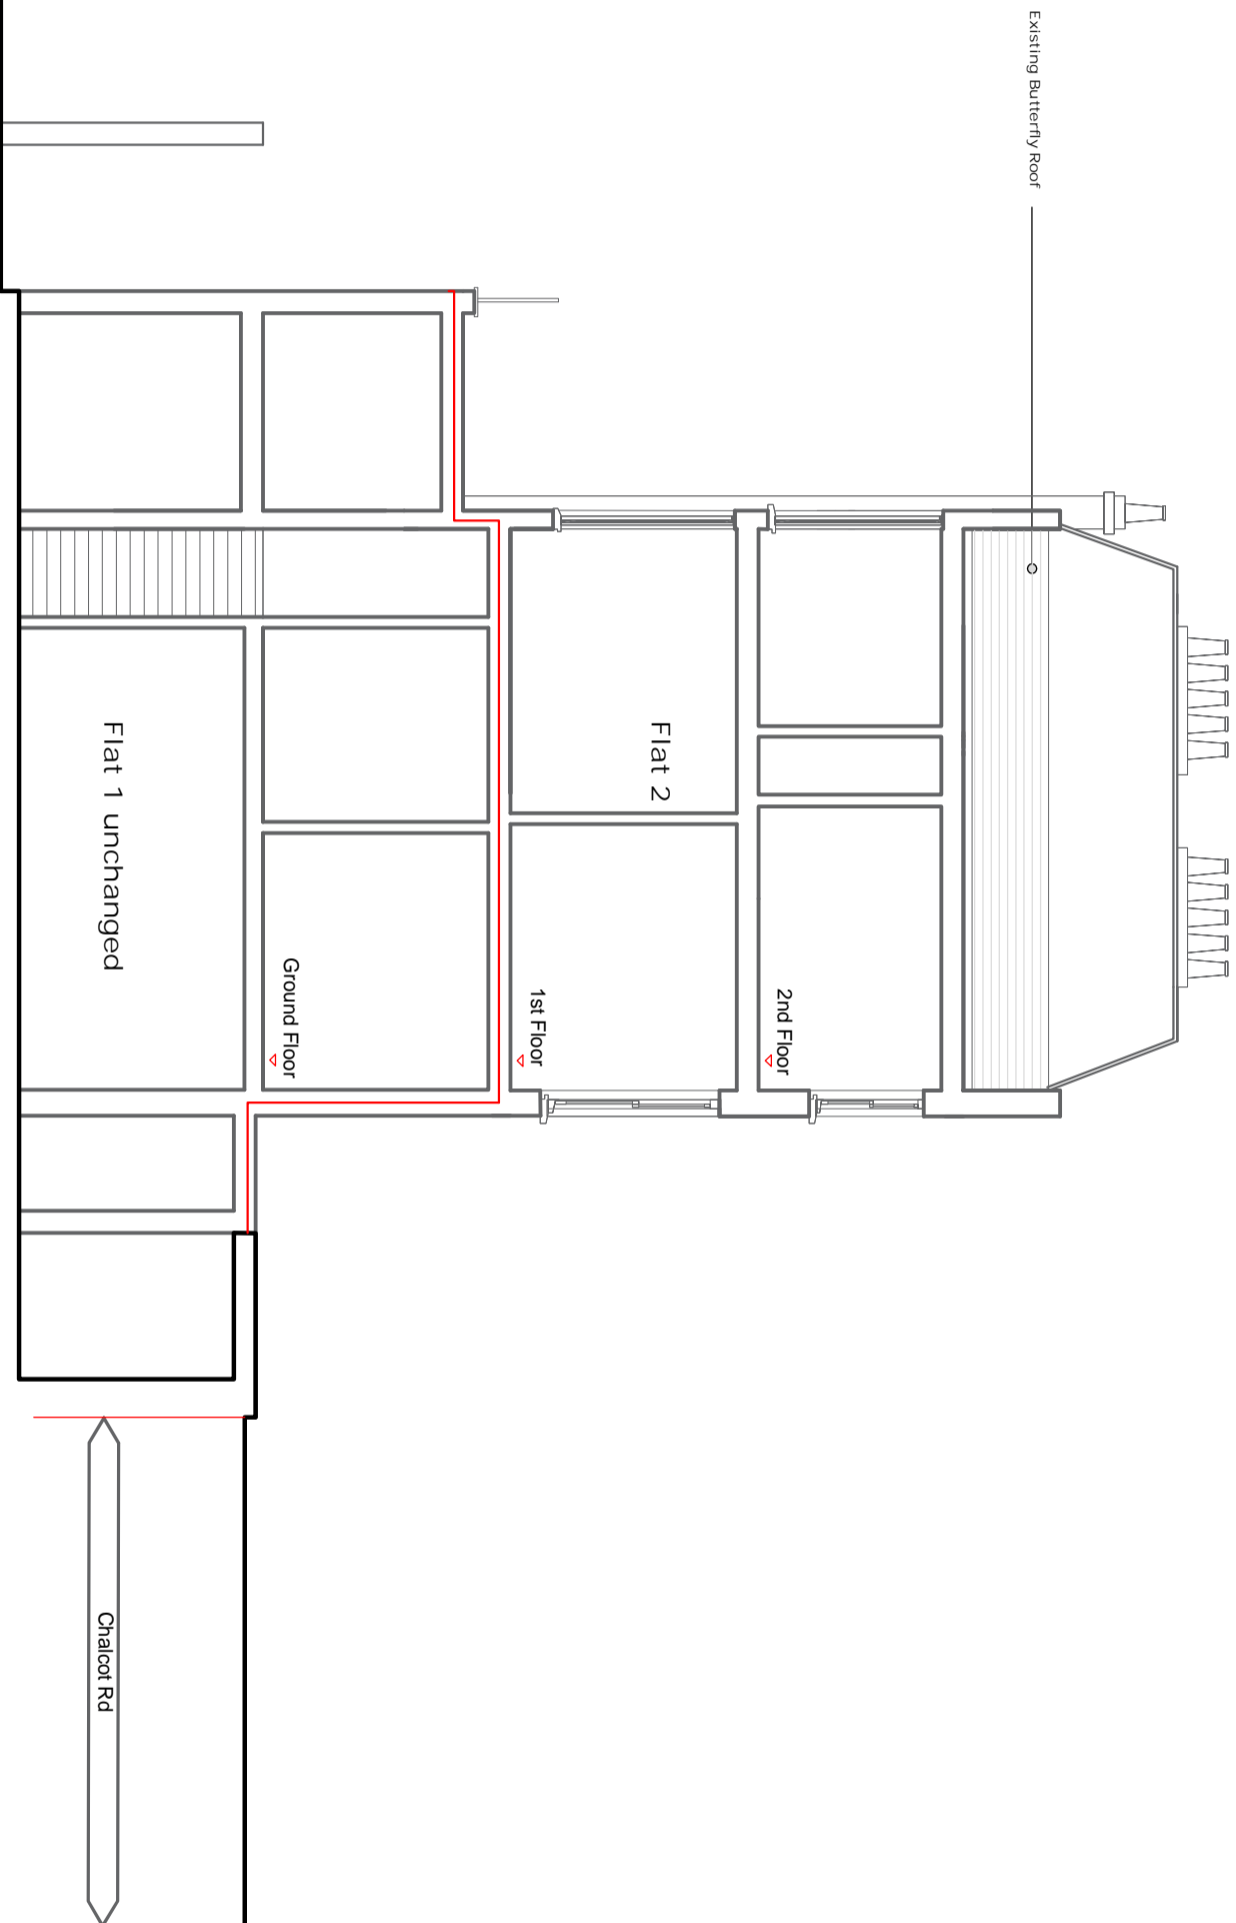 Existing Butterfly Roof
2nd Floor
Flat 2
1st Floor
Ground Floor
Flat 1 unchanged
Chalcot Rd